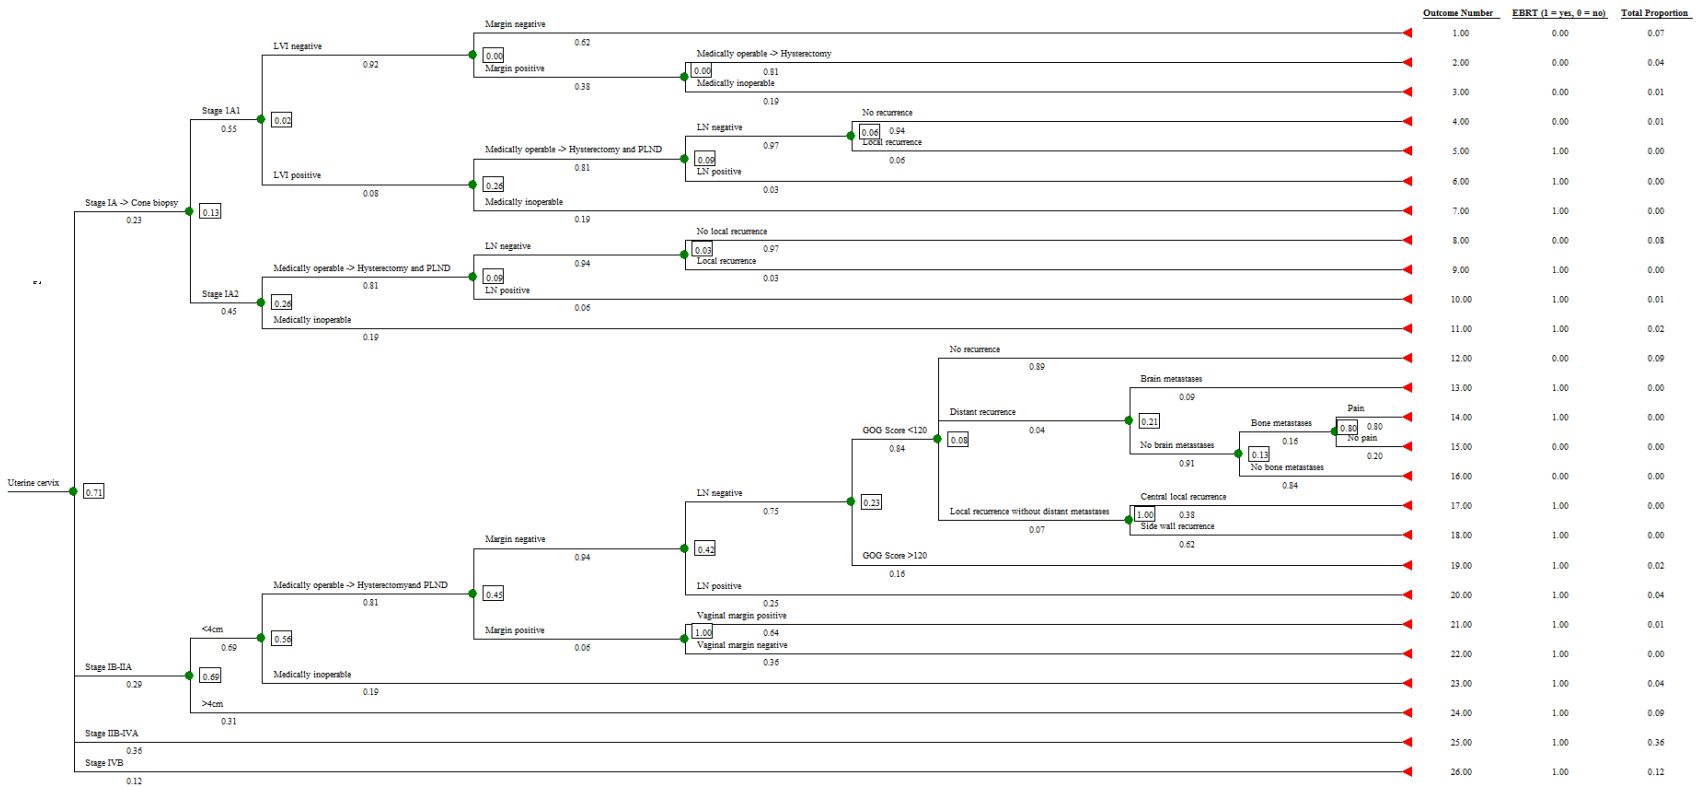 Outcome Number EBRT (1 = yes, 0 = no) Total Proportion
Margin negative
0.62
1.00 0.00 0.07
LVI negative
0.92
0.00
Margin positive
0.38
Medically operable -> Hysterectomy
0.00 0.81
2.00 0.00 0.04
Medically inoperable
0.19
3.00 0.00 0.01
Stage 1A1
0.55
0.02
No recurrence
0.06 0.94
4.00 0.00 0.01
LN negative
0.97
Local recurrence
0.06
5.00 1.00 0.00
Medically operable -> Hysterectomy and PLND
0.81
0.09
LN positive
0.03
6.00 1.00 0.00
LVI positive
0.08
0.26
Medically inoperable
0.19
7.00 1.00 0.00
Stage IA -> Cone biopsy
0.23
0.13
No local recurrence
0.03 0.97
8.00 0.00 0.08
LN negative
0.94
Local recurrence
0.03
9.00 1.00 0.00
Medically operable -> Hysterectomy and PLND
0.81
0.09
LN positive
0.06
10.00 1.00 0.01
Stage IA2
0.45
0.26
Medically inoperable
0.19
11.00 1.00 0.02
No recurrence
0.89
12.00 0.00 0.09
Brain metastases
0.09
13.00 1.00 0.00
Distant recurrence
0.04
0.21
Pain
0.80 0.80
14.00 1.00 0.00
Bone metastases
0.16
No pain
0.20
15.00 0.00 0.00
GOG Score <120
0.84
0.08
No brain metastases
0.91
0.13
No bone metastases
0.84
16.00 0.00 0.00
Uterine cervix
0.71
LN negative
0.75
0.23
Central local recurrence
1.00 0.38
17.00 1.00 0.00
Local recurrence without distant metastases
0.07
Side wall recurrence
0.62
18.00 1.00 0.00
Margin negative
0.94
0.42
GOG Score >120
0.16
19.00 1.00 0.02
Medically operable -> Hysterectomyand PLND
0.81
0.45
LN positive
0.25
20.00 1.00 0.04
Vaginal margin positive
1.00 0.64
21.00 1.00 0.01
Margin positive
0.06
Vaginal margin negative
0.36
22.00 1.00 0.00
<4cm
0.69
0.56
Medically inoperable
0.19
23.00 1.00 0.04
Stage IB-IIA
0.29
0.69
>4cm
0.31
24.00 1.00 0.09
Stage IIB-IVA
0.36
25.00 1.00 0.36
Stage IVB
0.12
26.00 1.00 0.12